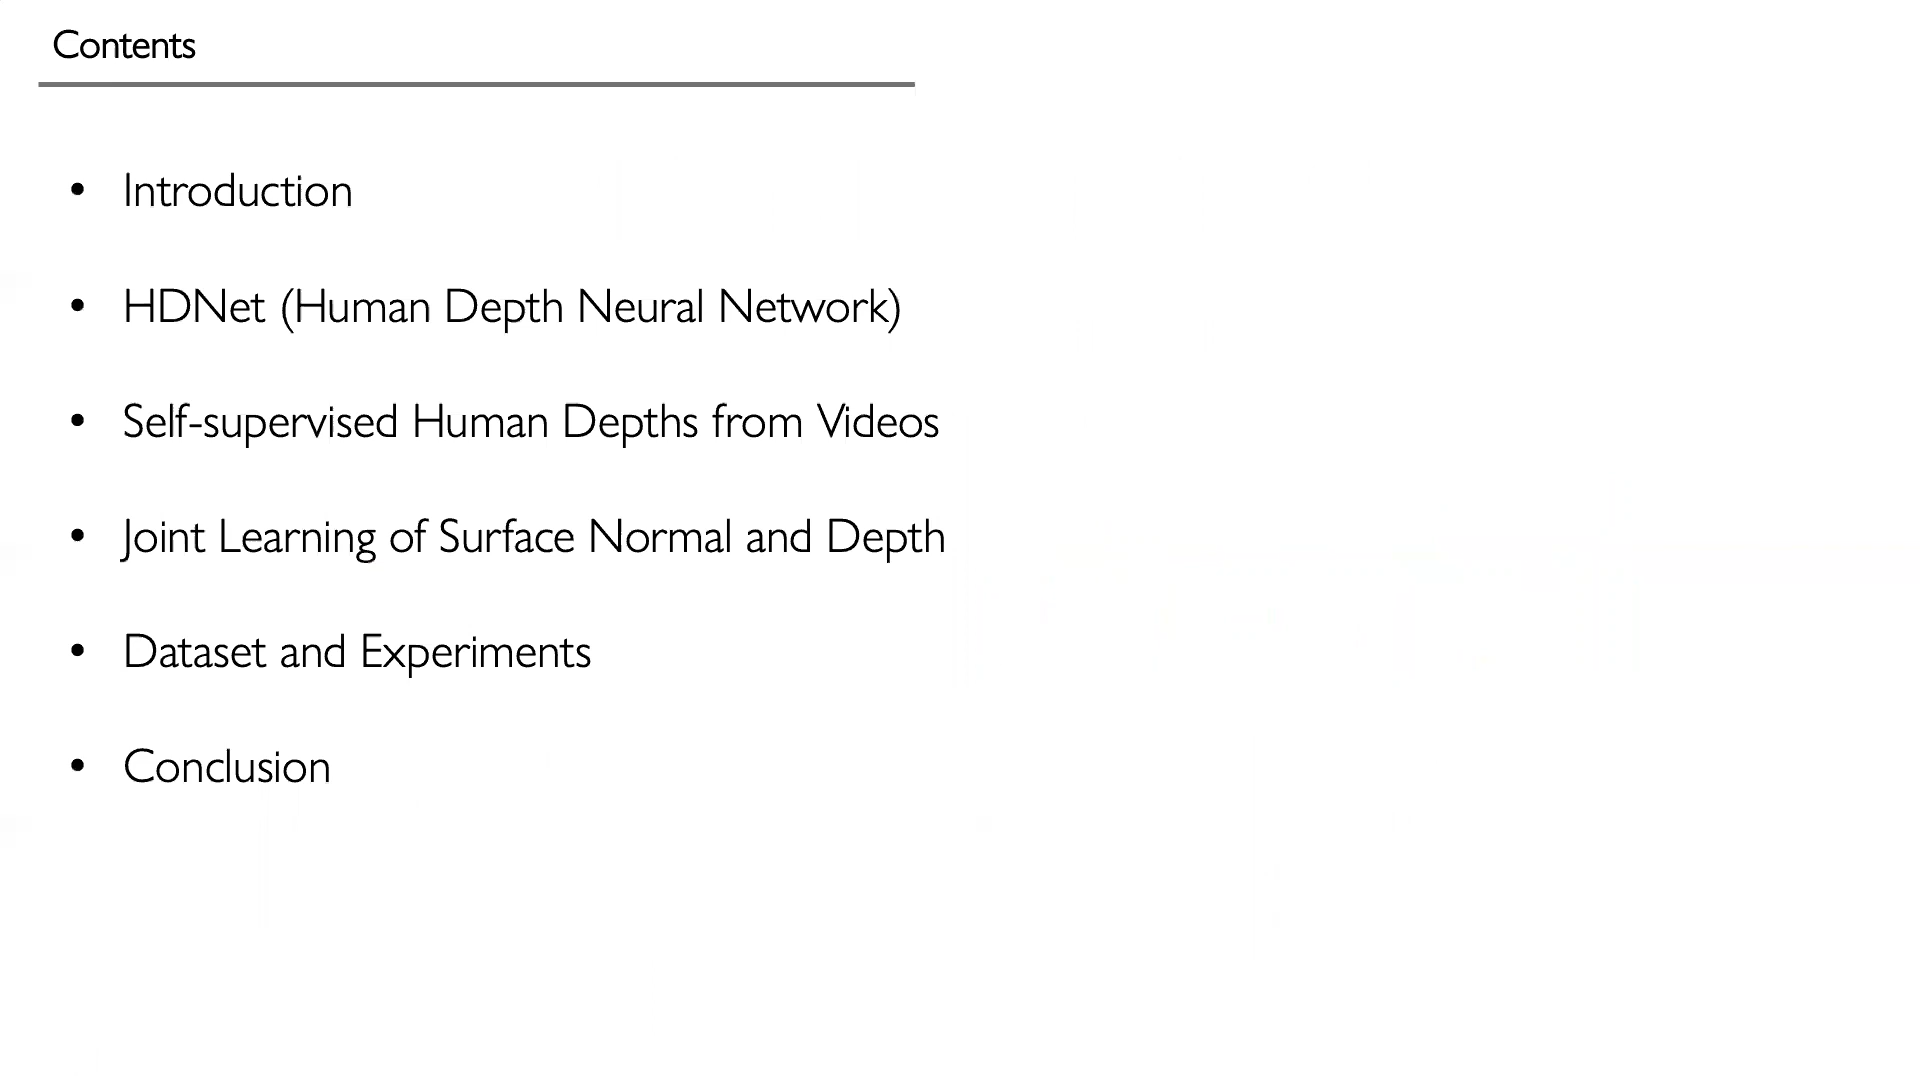 Contents
• Introduction
• HDNet (Human Depth Neural Network)
• Self-supervised Human Depths from Videos
• Joint Learning of Surface Normal and Depth
• Dataset and Experiments
• Conclusion